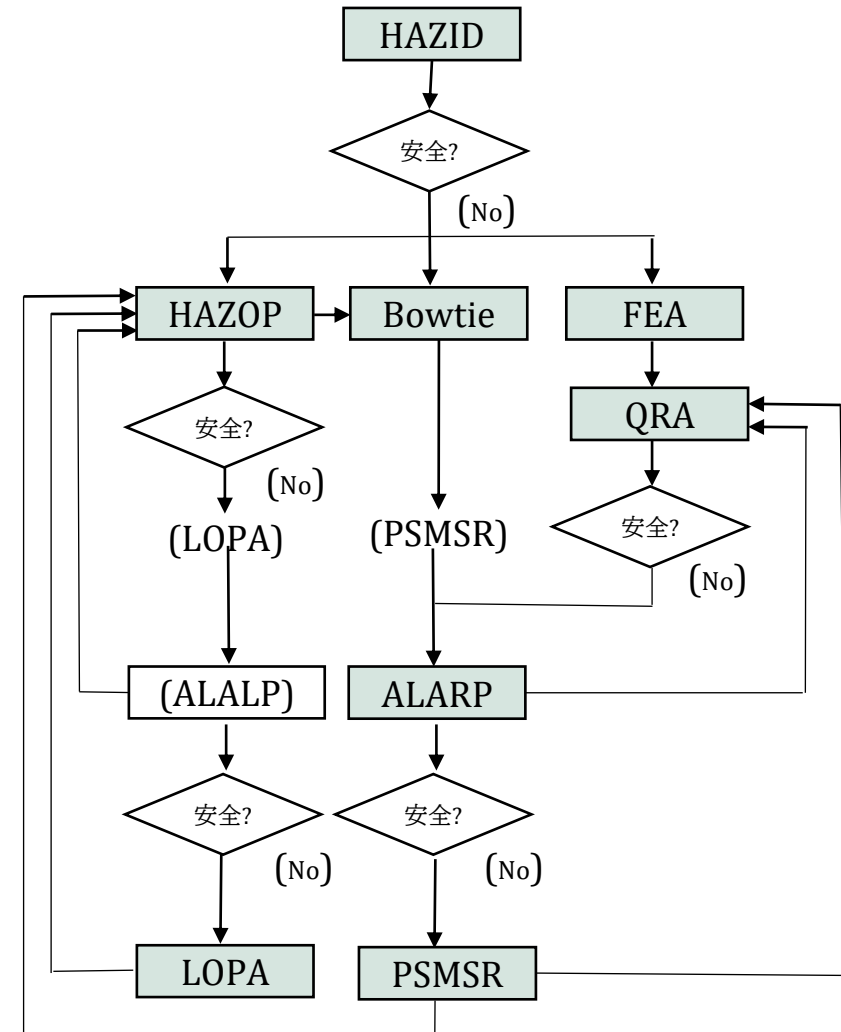 HAZID
安全?
(No)
HAZOP
Bowtie
FEA
QRA
安全?
(No)
安全?
(No)
(LOPA)
(PSMSR)
(ALALP)
ALARP
安全?
安全?
(No)
(No)
LOPA
PSMSR